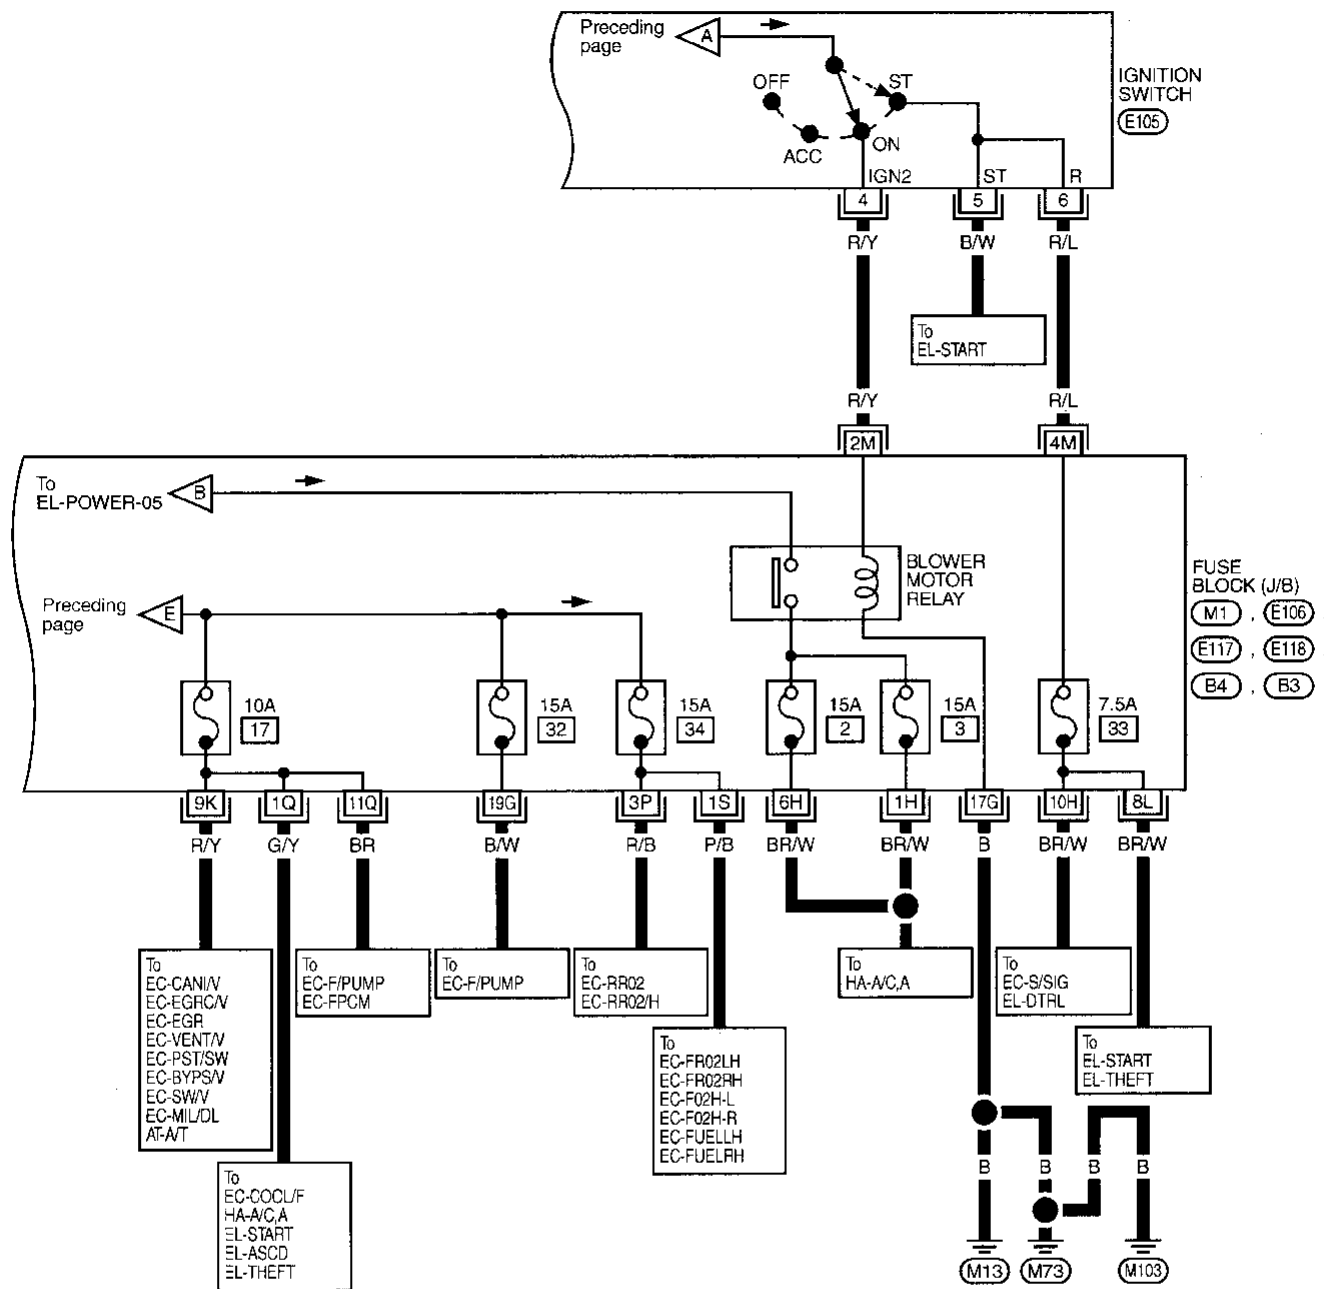 Preceding
page
A
OFF
ST
ACC
ON
IGNITION
SWITCH
E105
IGN2
ST
R
4
5
6
R/Y
B/W
R/L
To
EL-START
R/Y
R/L
2M
4M
To
EL-POWER-05
B
BLOWER
MOTOR
RELAY
FUSE
BLOCK (J/B)
M1 , E106
E117 , E118
B4 , B3
Preceding
page
E
10A
17
15A
32
15A
34
15A
2
15A
3
7.5A
33
9K
1Q
11Q
19G
3P
1S
6H
1H
17G
10H
8L
R/Y
G/Y
BR
B/W
R/B
P/B
BR/W
BR/W
B
BR/W
BR/W
To
EC-CANI/V
EC-EGRC/V
EC-EGR
EC-VENT/V
EC-PST/SW
EC-BYPS/V
EC-SW/V
EC-MIL/DL
AT-A/T
To
EC-F/PUMP
EC-FPCM
To
EC-F/PUMP
To
EC-RR02
EC-RR02/H
To
HA-A/C,A
To
EC-S/SIG
EL-DTRL
To
EC-FR02LH
EC-FR02RH
EC-F02H-L
EC-F02H-R
EC-FUELLH
EC-FUELRH
To
EL-START
EL-THEFT
To
EC-COCL/F
HA-A/C,A
EL-START
EL-ASCD
EL-THEFT
B
B
B
B
M13
M73
M103